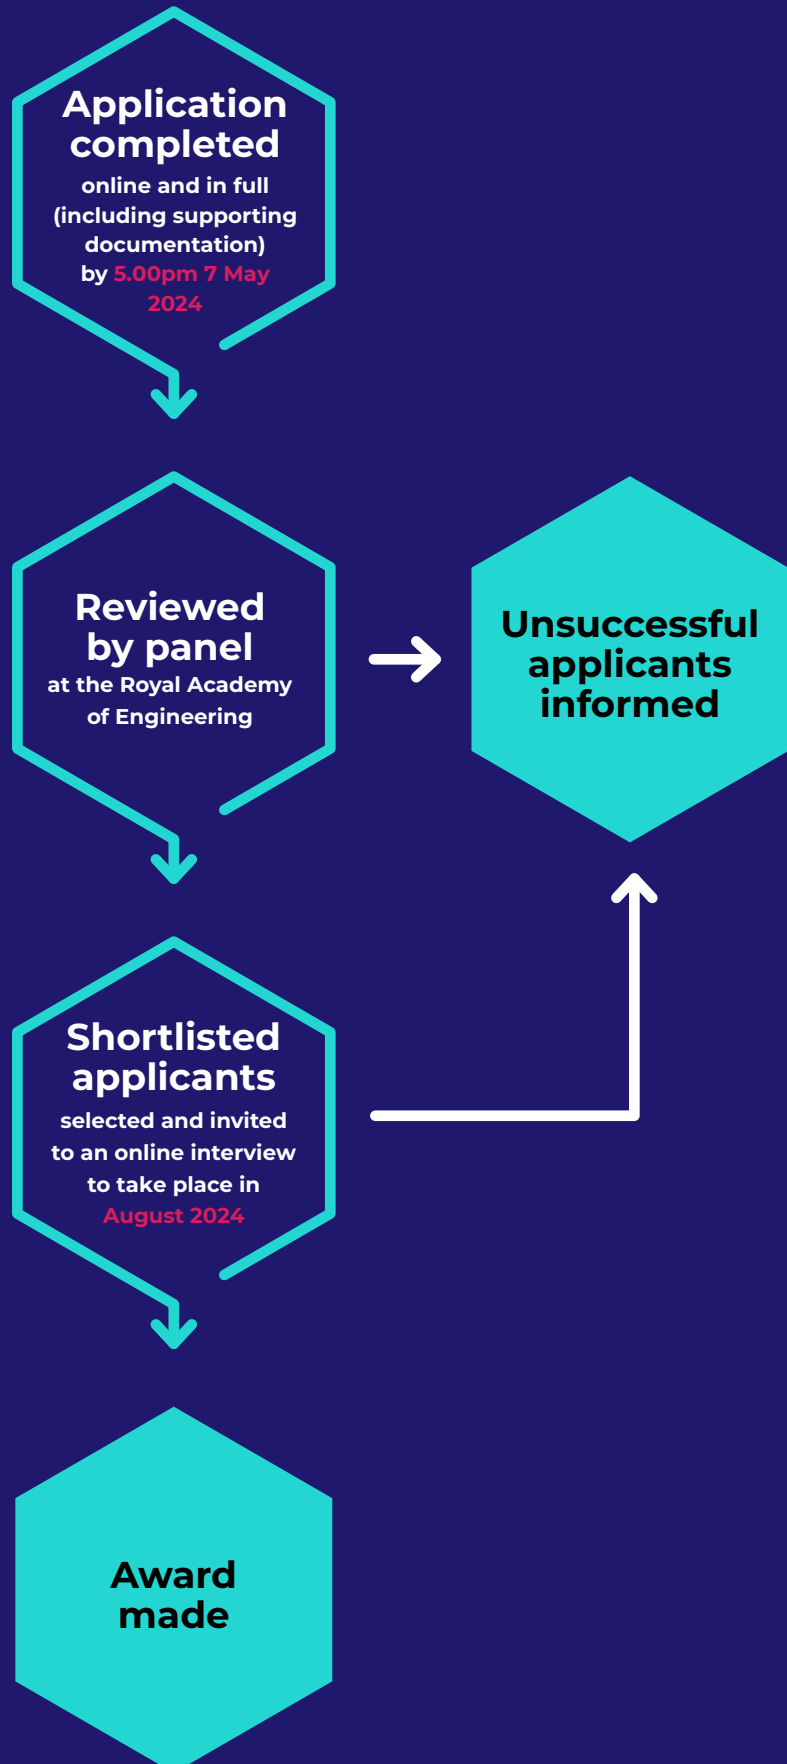 Application
completed
online and in full
(including supporting
documentation)
by 5.00pm 7 May
2024
Reviewed
by panel
at the Royal Academy
of Engineering
Unsuccessful
applicants
informed
Shortlisted
applicants
selected and invited
to an online interview
to take place in
August 2024
Award
made